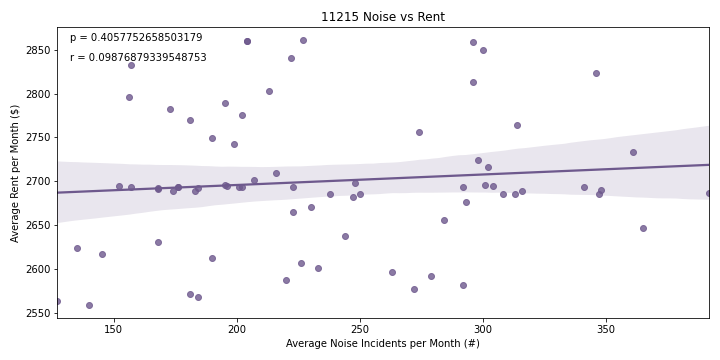 11215 Noise vs Rent
p = 0.4057752658503179
r = 0.09876879339548753
2850
2800
2750
2700
2650
2600
2550
Average Rent per Month ($)
150 200 250 300 350
Average Noise Incidents per Month (#)